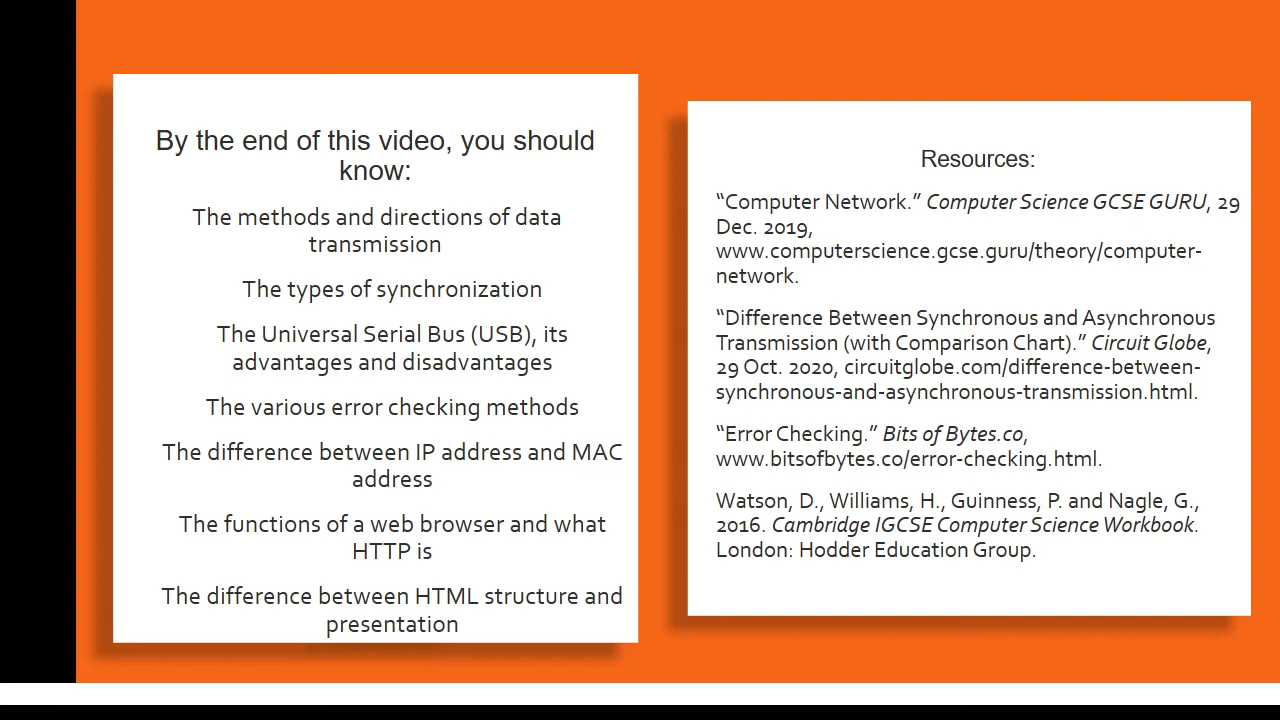 By the end of this video, you should
know:
The methods and directions of data
transmission
The types of synchronization
The Universal Serial Bus (USB), its
advantages and disadvantages
The various error checking methods
The difference between IP address and MAC
address
The functions of a web browser and what
HTTP is
The difference between HTML structure and
presentation
Resources:
“Computer Network.” Computer Science GCSE GURU, 29
Dec. 2019,
www.computerscience.gcse.guru/theory/computer-
network.
“Difference Between Synchronous and Asynchronous
Transmission (with Comparison Chart).” Circuit Globe,
29 Oct. 2020, circuitglobe.com/difference-between-
synchronous-and-asynchronous-transmission.html.
“Error Checking.” Bits of Bytes.co,
www.bitsofbytes.co/error-checking.html.
Watson, D., Williams, H., Guinness, P. and Nagle, G.,
2016. Cambridge IGCSE Computer Science Workbook.
London: Hodder Education Group.